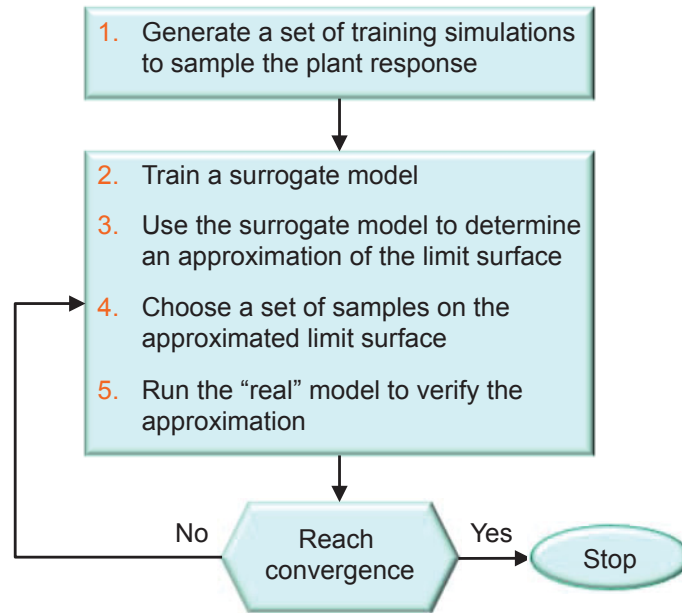 1. Generate a set of training simulations
to sample the plant response
2. Train a surrogate model
3. Use the surrogate model to determine
an approximation of the limit surface
4. Choose a set of samples on the
approximated limit surface
5. Run the “real” model to verify the
approximation
No
Reach
convergence
Yes
Stop